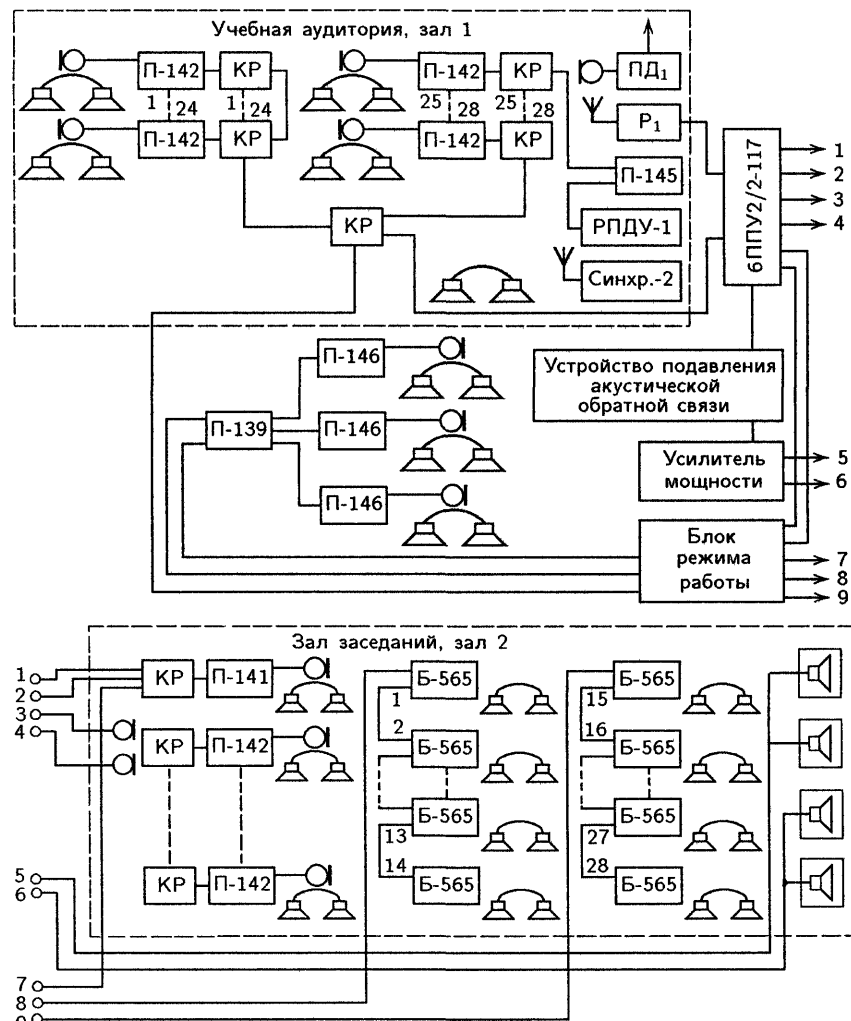 Учебная аудитория, зал 1
П-142 КР П-142 КР ПД₁
1 24 1 24 25 28 25 28
П-142 КР П-142 КР Р₁
6ППУ2/2-117
1
2
3
4
П-145
КР РПДУ-1
Синхр.-2
П-146
Устройство подавления
акустической
обратной связи
П-139 П-146
Усилитель
мощности
5
6
П-146
Блок
режима
работы
7
8
9
Зал заседаний, зал 2
1 КР П-141 Б-565 Б-565
2 1 15
3 2 16
4 КР П-142 Б-565 Б-565
Б-565 Б-565
13 27
14 28
5 КР П-142 Б-565 Б-565
6
7
8
9